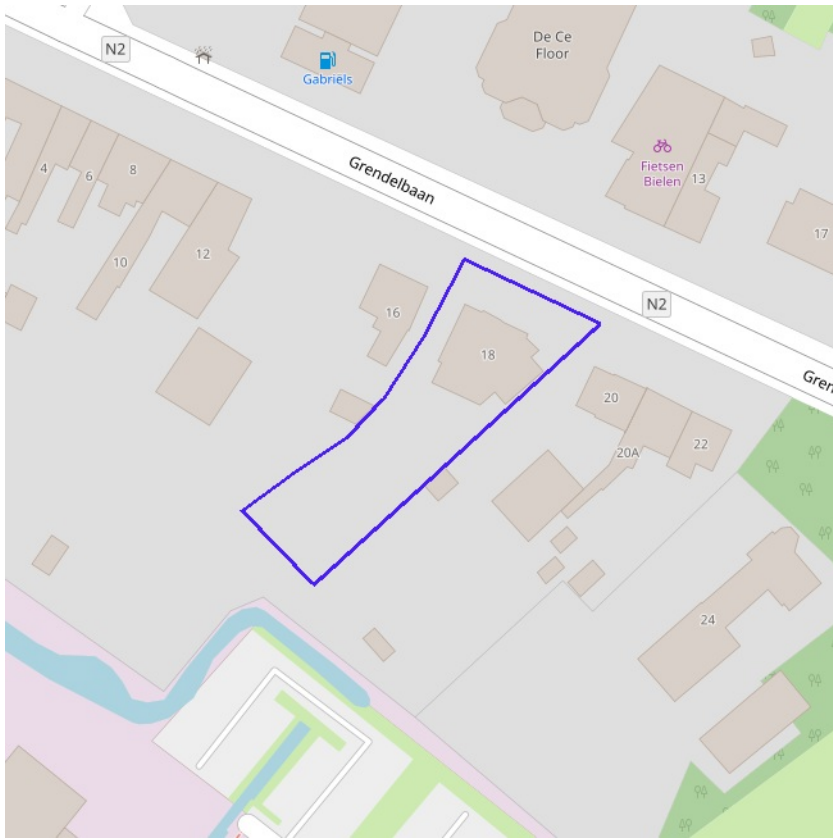 N2
Gabriels
De Ce
Floor
Grendelbaan
Fietsen
Bielen
13
17
4
6
8
10
12
16
18
N2
Gren
20
20A
22
24